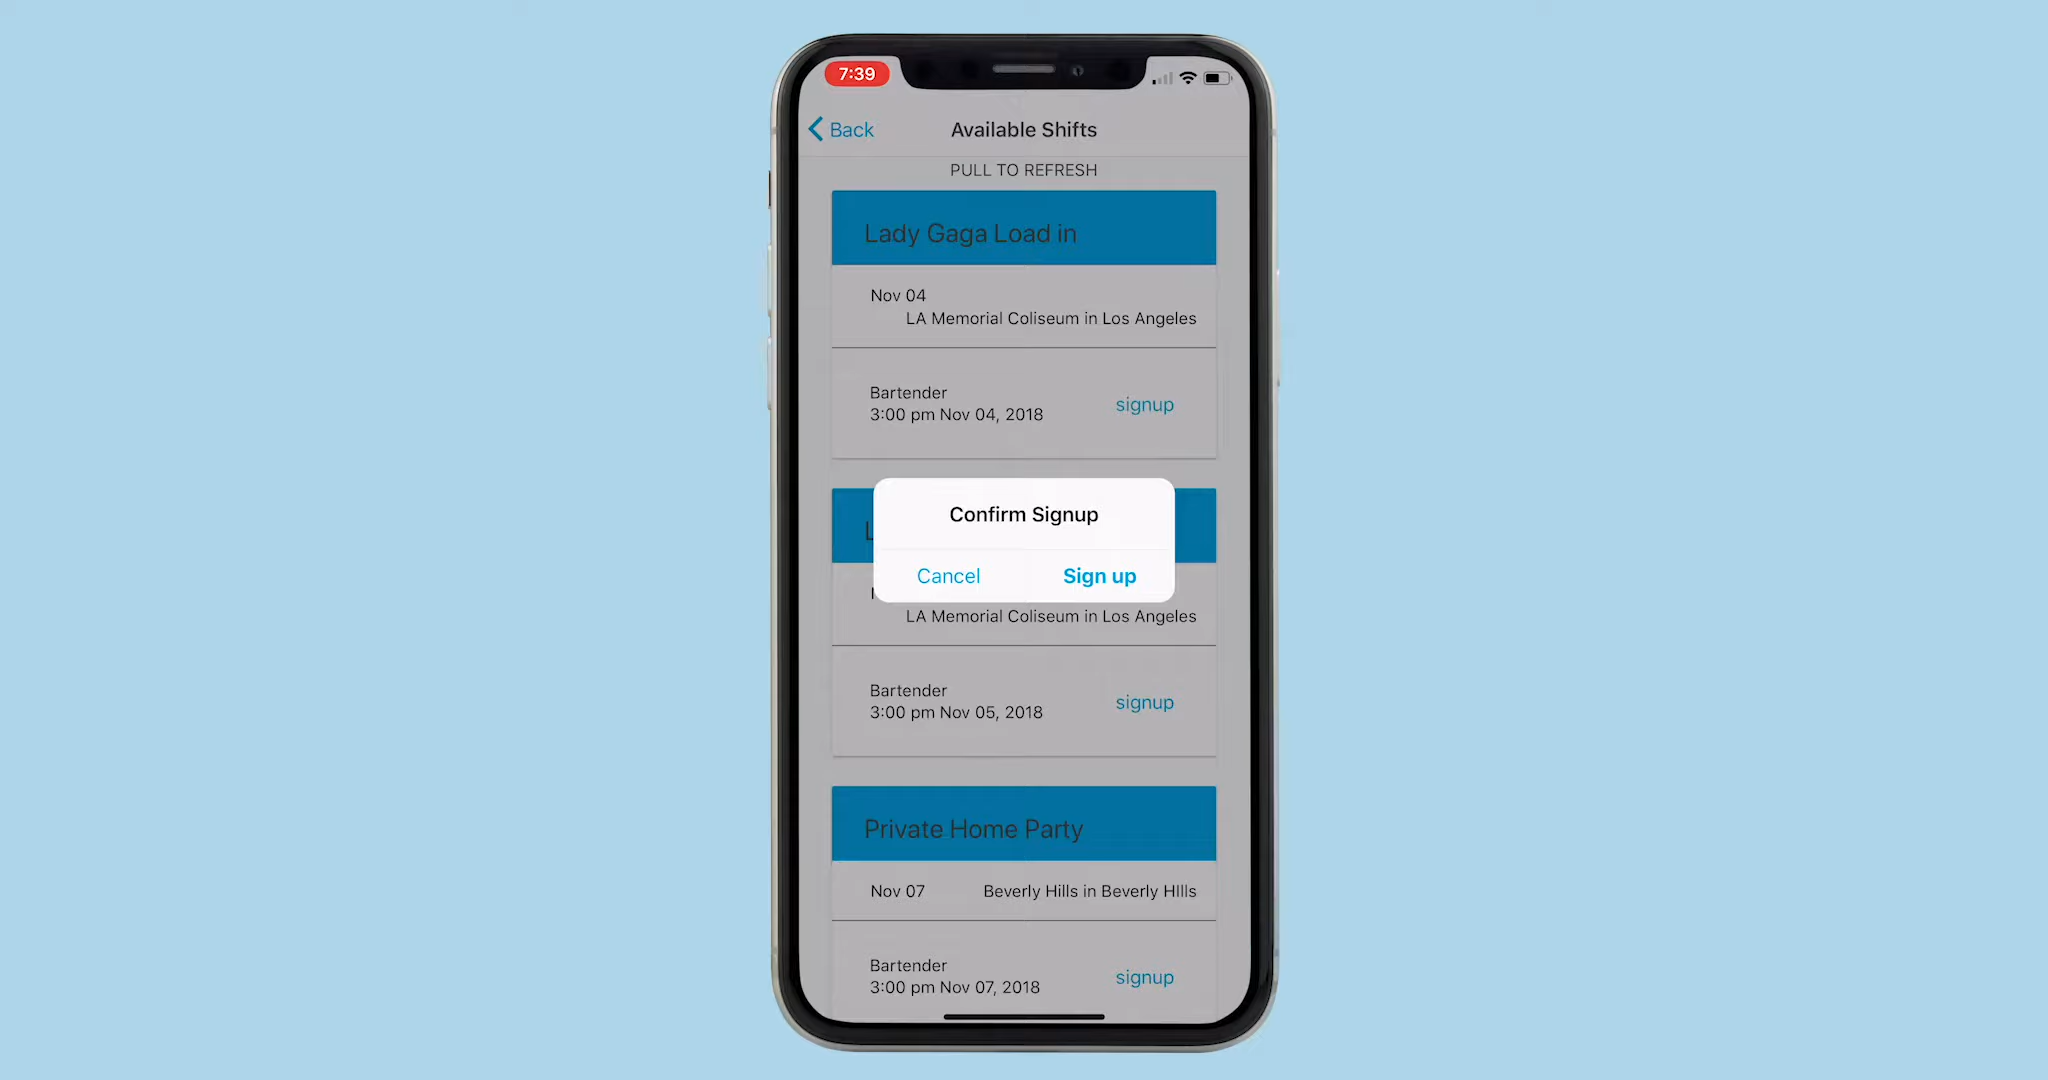 7:39
Back
Available Shifts
PULL TO REFRESH
Lady Gaga Load in
Nov 04
LA Memorial Coliseum in Los Angeles
Bartender
3:00 pm Nov 04, 2018
signup
Confirm Signup
Cancel
Sign up
LA Memorial Coliseum in Los Angeles
Bartender
3:00 pm Nov 05, 2018
signup
Private Home Party
Nov 07
Beverly Hills in Beverly HIlls
Bartender
3:00 pm Nov 07, 2018
signup